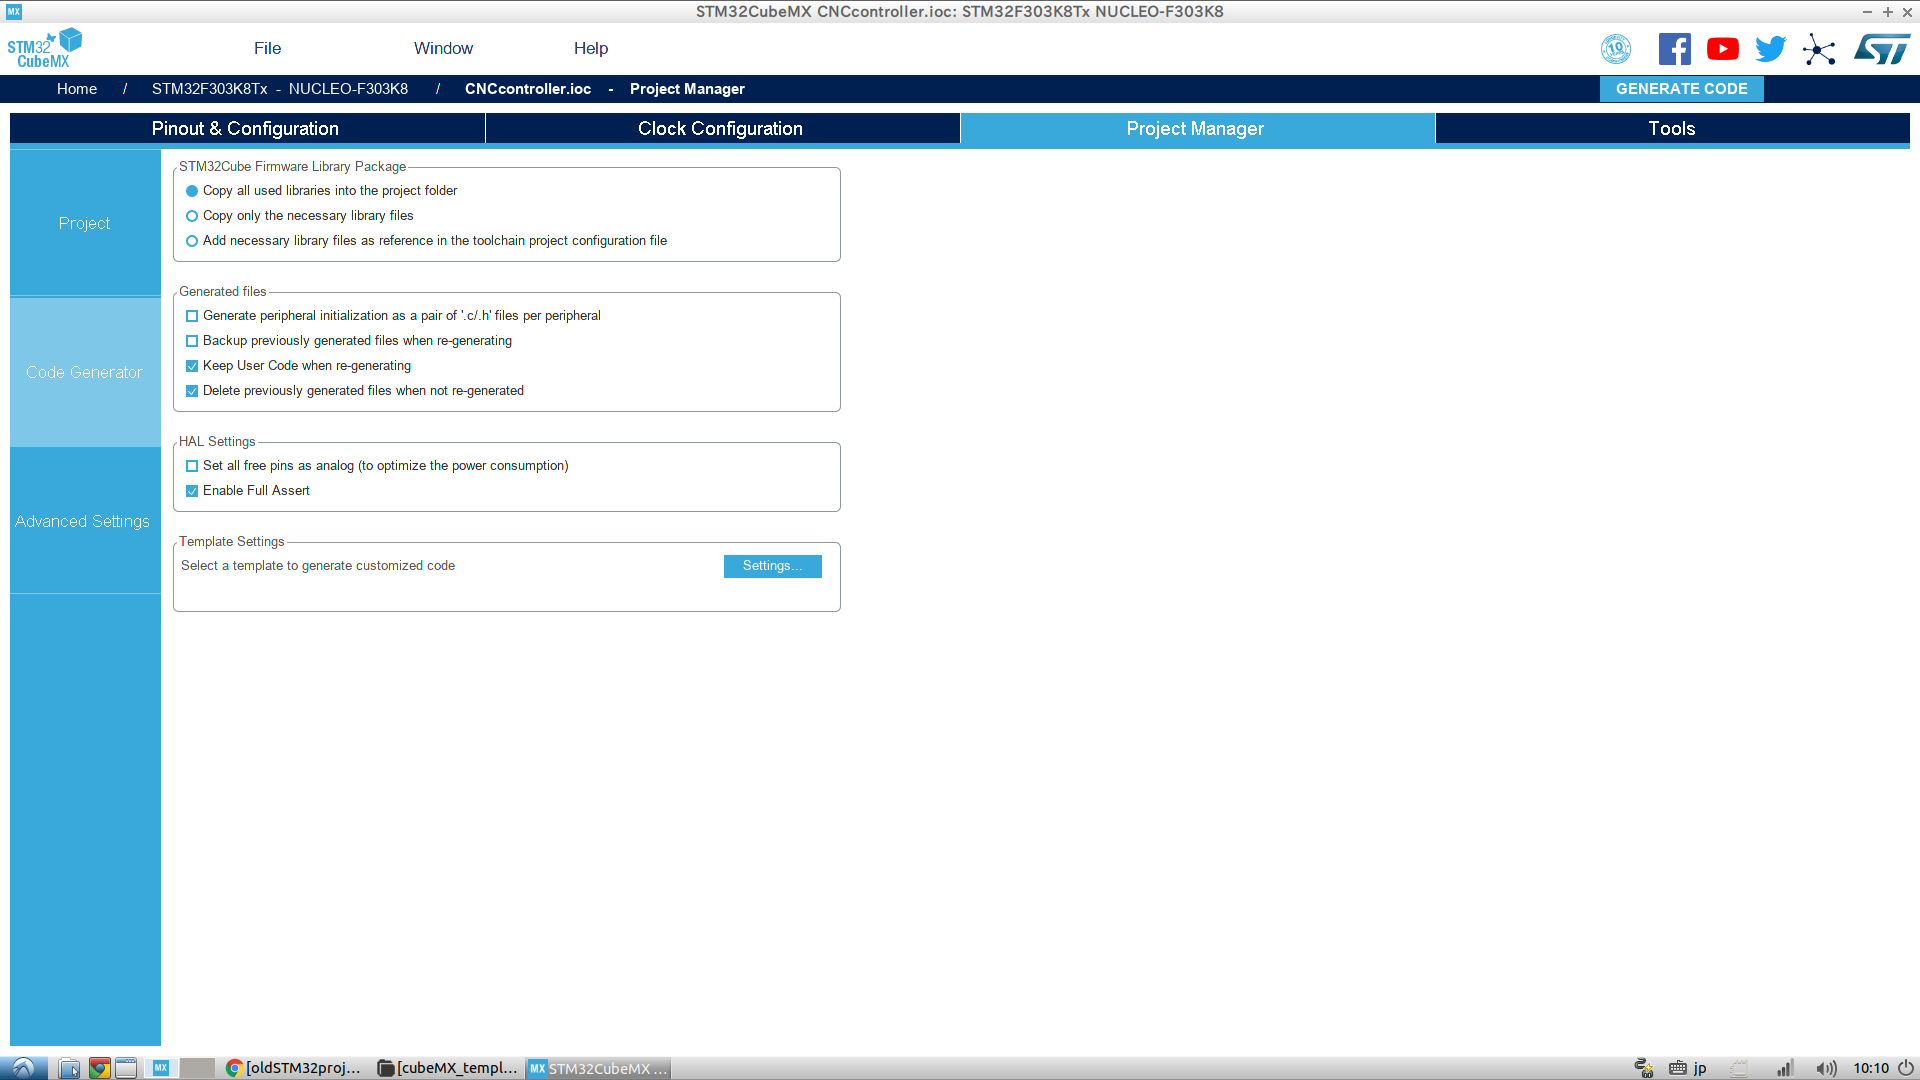 MX
STM32CubeMX CNCcontroller.ioc: STM32F303K8Tx NUCLEO-F303K8
STM32
CubeMX
File
Window
Help
10
Home / STM32F303K8Tx - NUCLEO-F303K8 / CNCcontroller.ioc - Project Manager
GENERATE CODE
Pinout & Configuration
Clock Configuration
Project Manager
Tools
Project
Code Generator
Advanced Settings
STM32Cube Firmware Library Package
Copy all used libraries into the project folder
Copy only the necessary library files
Add necessary library files as reference in the toolchain project configuration file
Generated files
Generate peripheral initialization as a pair of '.c/.h' files per peripheral
Backup previously generated files when re-generating
Keep User Code when re-generating
Delete previously generated files when not re-generated
HAL Settings
Set all free pins as analog (to optimize the power consumption)
Enable Full Assert
Template Settings
Select a template to generate customized code
Settings...
MX
[oldSTM32proj...
[cubeMX_templ...
MX STM32CubeMX ...
jp
10:10